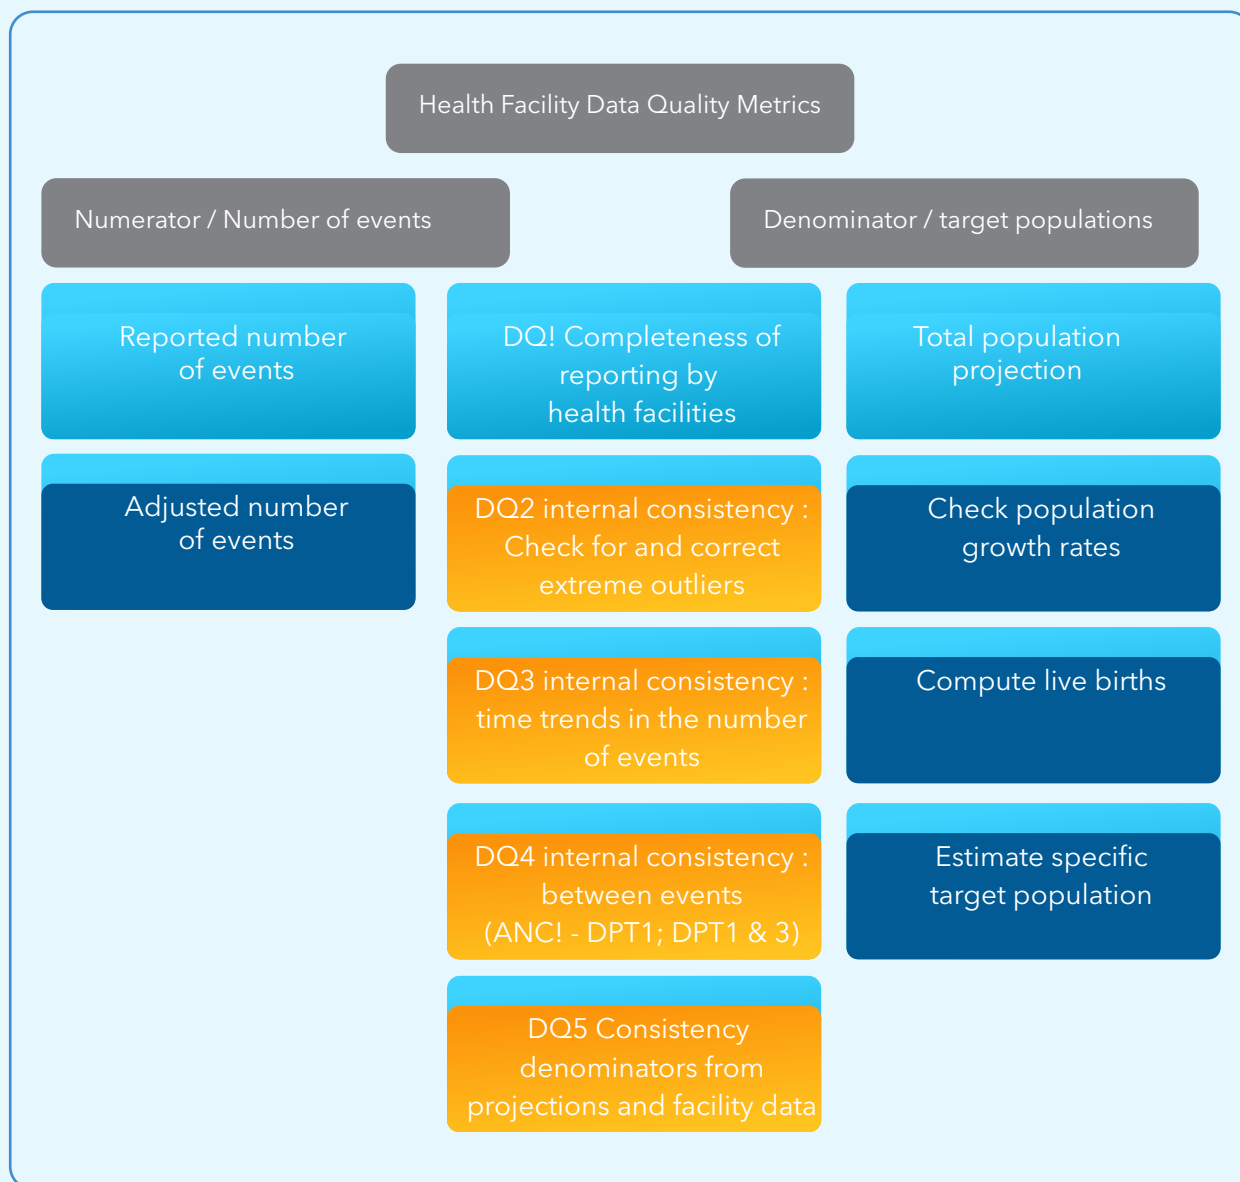 Health Facility Data Quality Metrics
Numerator / Number of events
Denominator / target populations
Reported number
of events
DQ! Completeness of
reporting by
health facilities
Total population
projection
Adjusted number
of events
DQ2 internal consistency :
Check for and correct
extreme outliers
Check population
growth rates
DQ3 internal consistency :
time trends in the number
of events
Compute live births
DQ4 internal consistency :
between events
(ANC! - DPT1; DPT1 & 3)
Estimate specific
target population
DQ5 Consistency
denominators from
projections and facility data